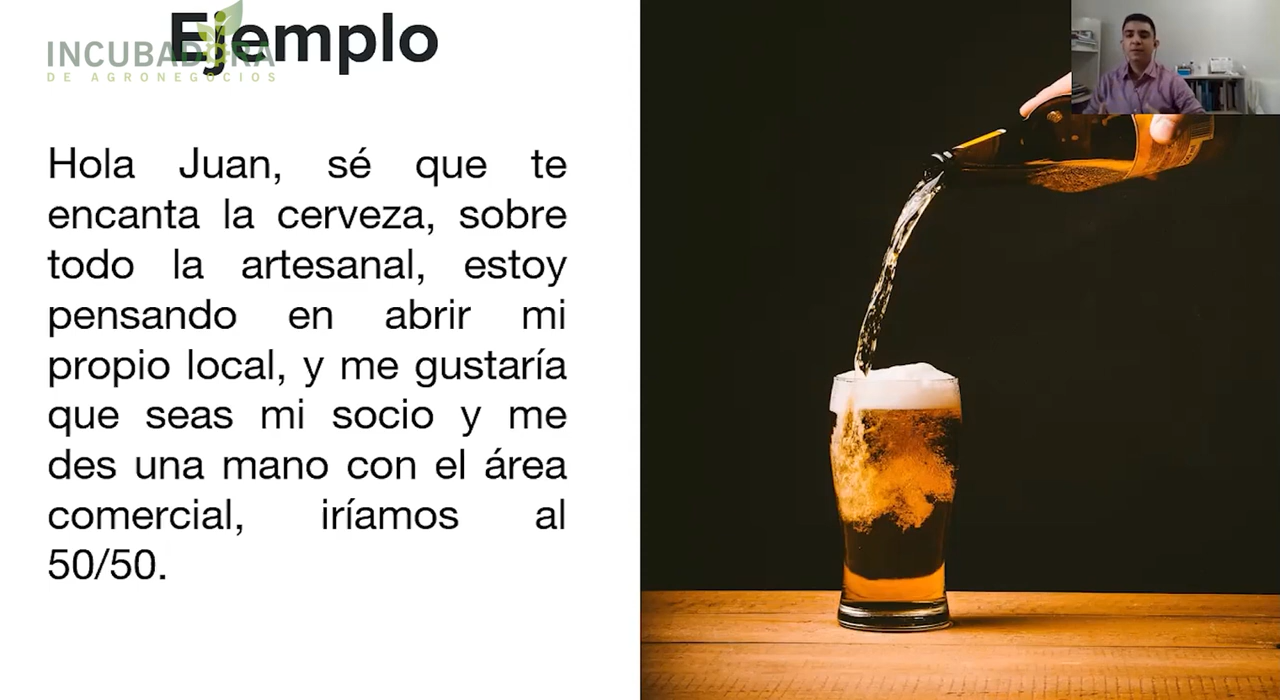 Ejemplo
INCUBADORA
DE AGRONEGOCIOS
Hola Juan, sé que te
encanta la cerveza, sobre
todo la artesanal, estoy
pensando en abrir mi
propio local, y me gustaría
que seas mi socio y me
des una mano con el área
comercial, iríamos al
50/50.